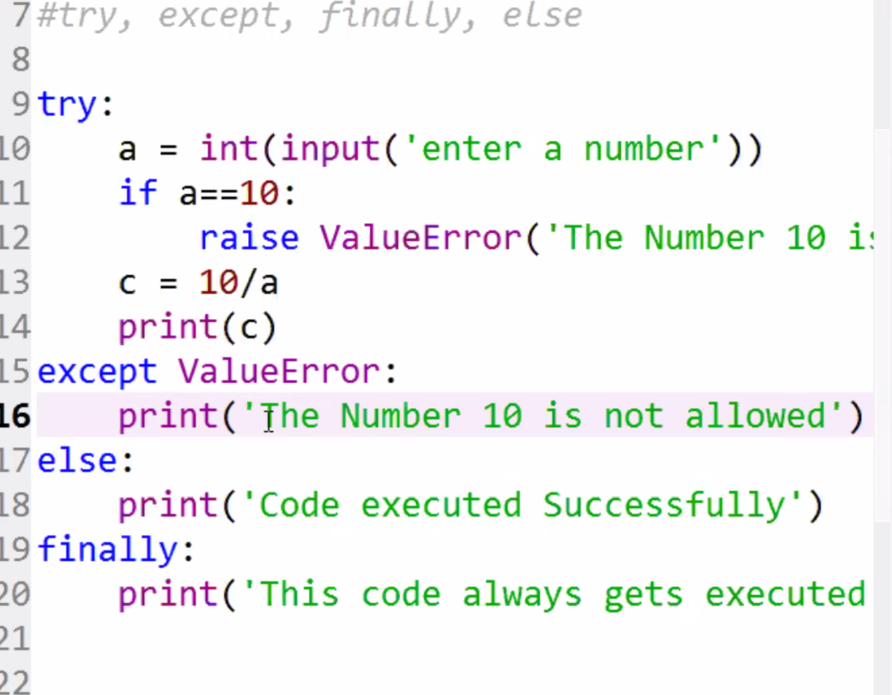 7 #try, except, finally, else
8
9 try:
10 a = int(input('enter a number'))
11 if a==10:
12 raise ValueError('The Number 10 is
13 c = 10/a
14 print(c)
15 except ValueError:
16 print('The Number 10 is not allowed')
17 else:
18 print('Code executed Successfully')
19 finally:
20 print('This code always gets executed
21
22